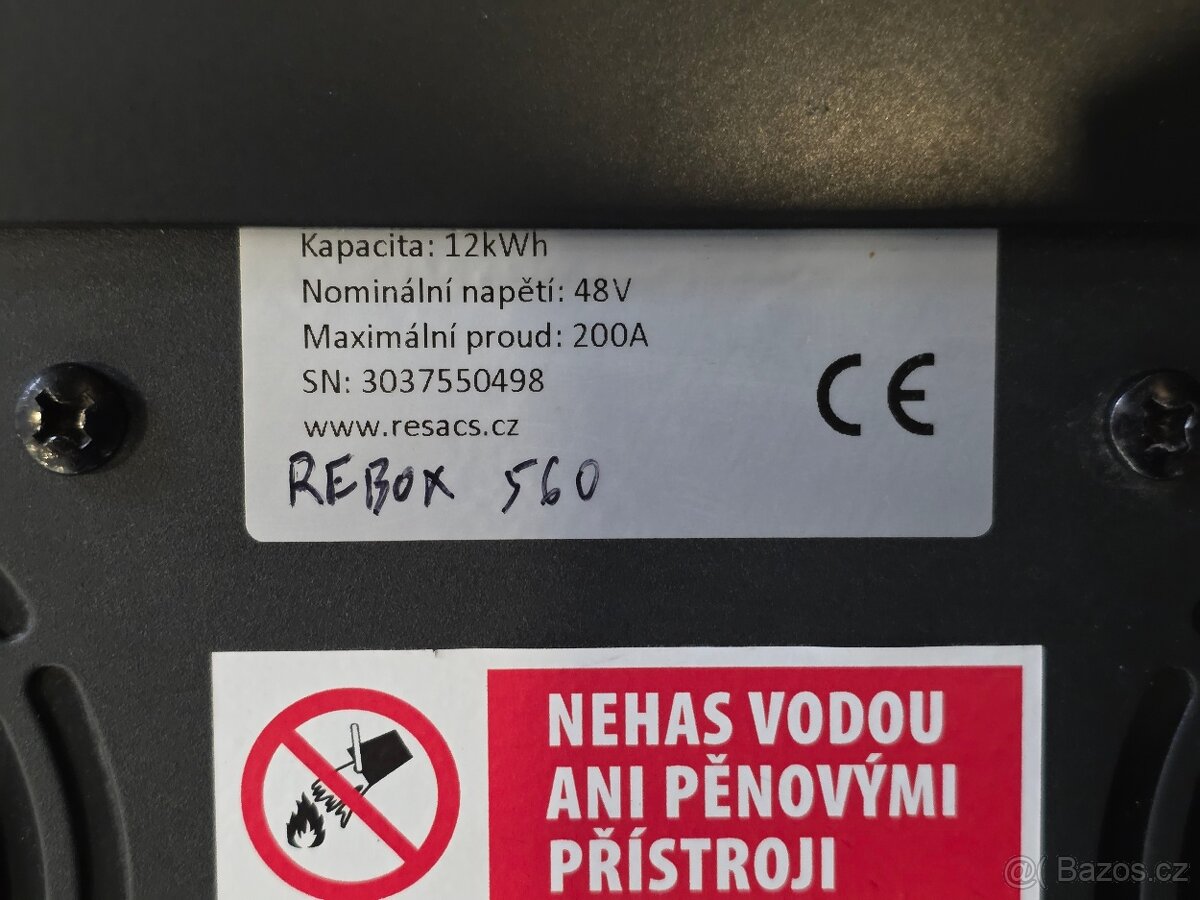 Kapacita: 12kWh
Nominální napětí: 48V
Maximální proud: 200A
SN: 3037550498
www.resacs.cz
CE
REBOX 560
NEHAS VODOU
ANI PĚNOVÝMI
PŘÍSTROJI
@( Bazos.cz